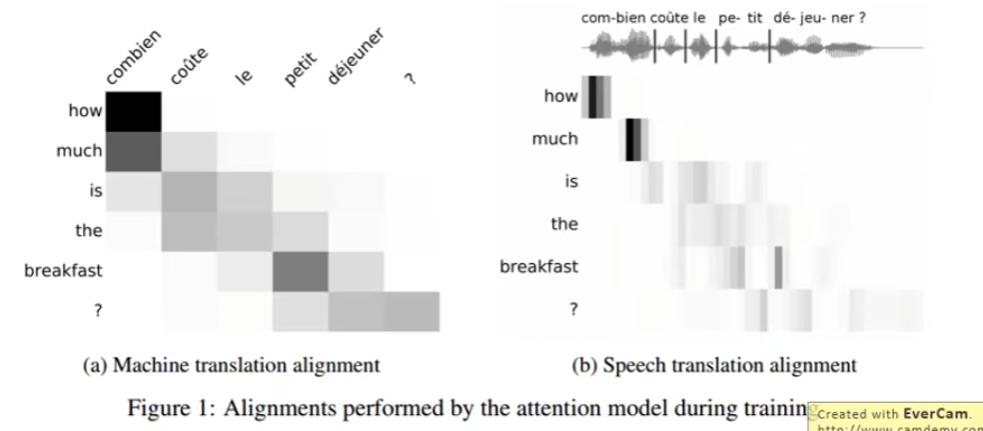 combien coûte le petit déjeuner ?
how
much
is
the
breakfast
?
(a) Machine translation alignment
com-bien coûte le pe- tit dé- jeu- ner ?
how
much
is
the
breakfast
?
(b) Speech translation alignment
Figure 1: Alignments performed by the attention model during training
Created with EverCam.
http://www.camdemy.com